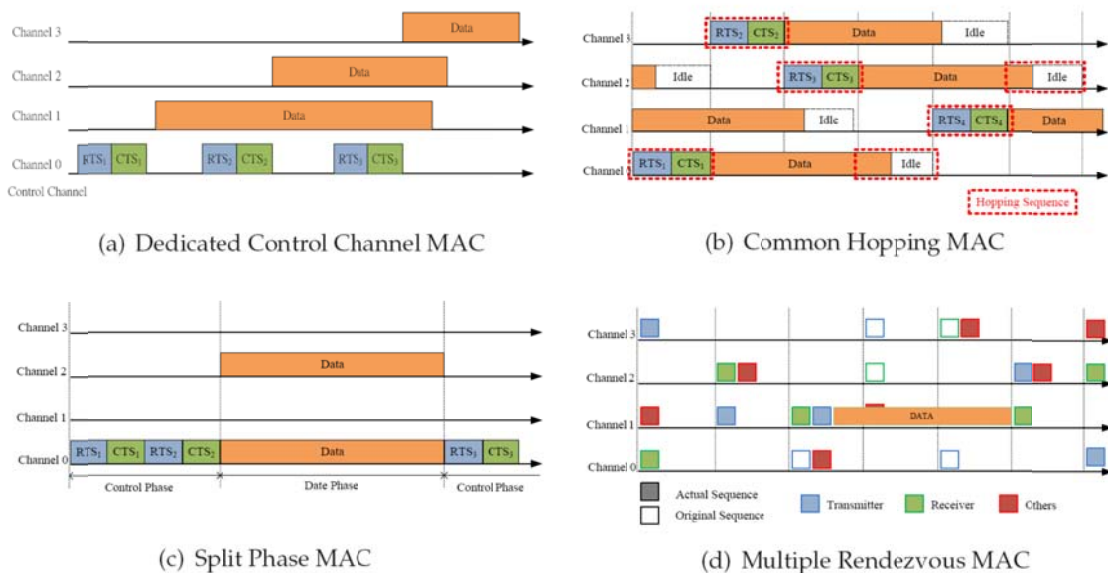 Channel 3
Data
Channel 2
Data
Channel 1
Data
Channel 0
RTS1 CTS1 RTS2 CTS2 RTS3 CTS3
Control Channel
(a) Dedicated Control Channel MAC
RTS2 CTS2 Data Idle
Channel 2
Idle RTS3 CTS3 Data Idle
Data Idle RTS4 CTS4 Data
RTS1 CTS1 Data Idle
Hopping Sequence
(b) Common Hopping MAC
Channel 3
Channel 2
Data
Channel 1
Channel 0
RTS1 CTS1 RTS2 CTS2 Data RTS3 CTS3
Control Phase Date Phase Control Phase
(c) Split Phase MAC
Channel 3
Channel 2
Channel 1
DATA
Channel 0
Actual Sequence
Original Sequence
Transmitter Receiver Others
(d) Multiple Rendezvous MAC